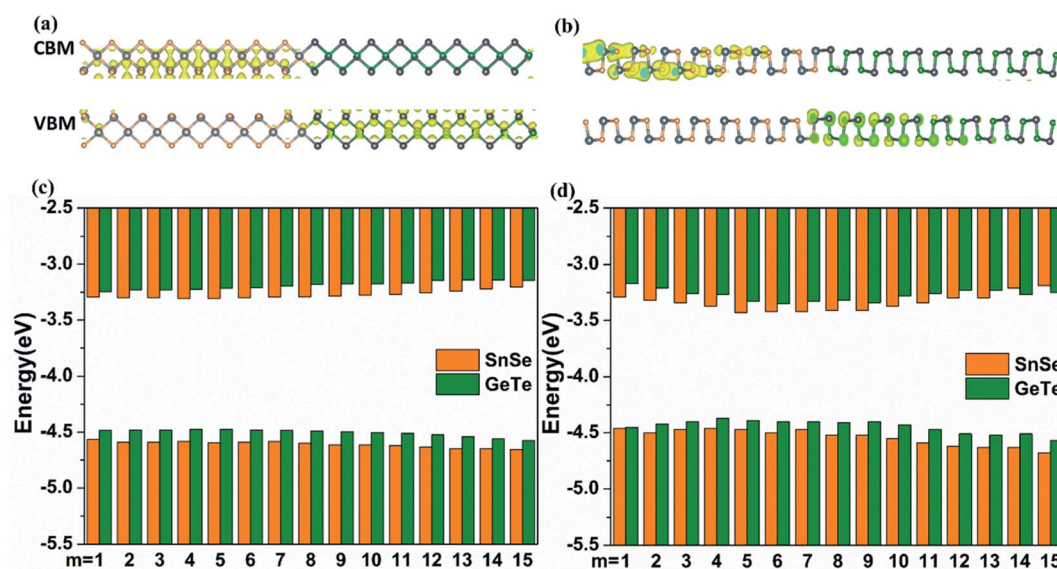 (a)
CBM
VBM
(b)
(c)
-2.5
-3.0
-3.5
-4.0
-4.5
-5.0
-5.5
Energy(eV)
SnSe
GeTe
m=1 2 3 4 5 6 7 8 9 10 11 12 13 14 15
(d)
-2.5
-3.0
-3.5
-4.0
-4.5
-5.0
-5.5
Energy(eV)
SnSe
GeTe
m=1 2 3 4 5 6 7 8 9 10 11 12 13 14 15